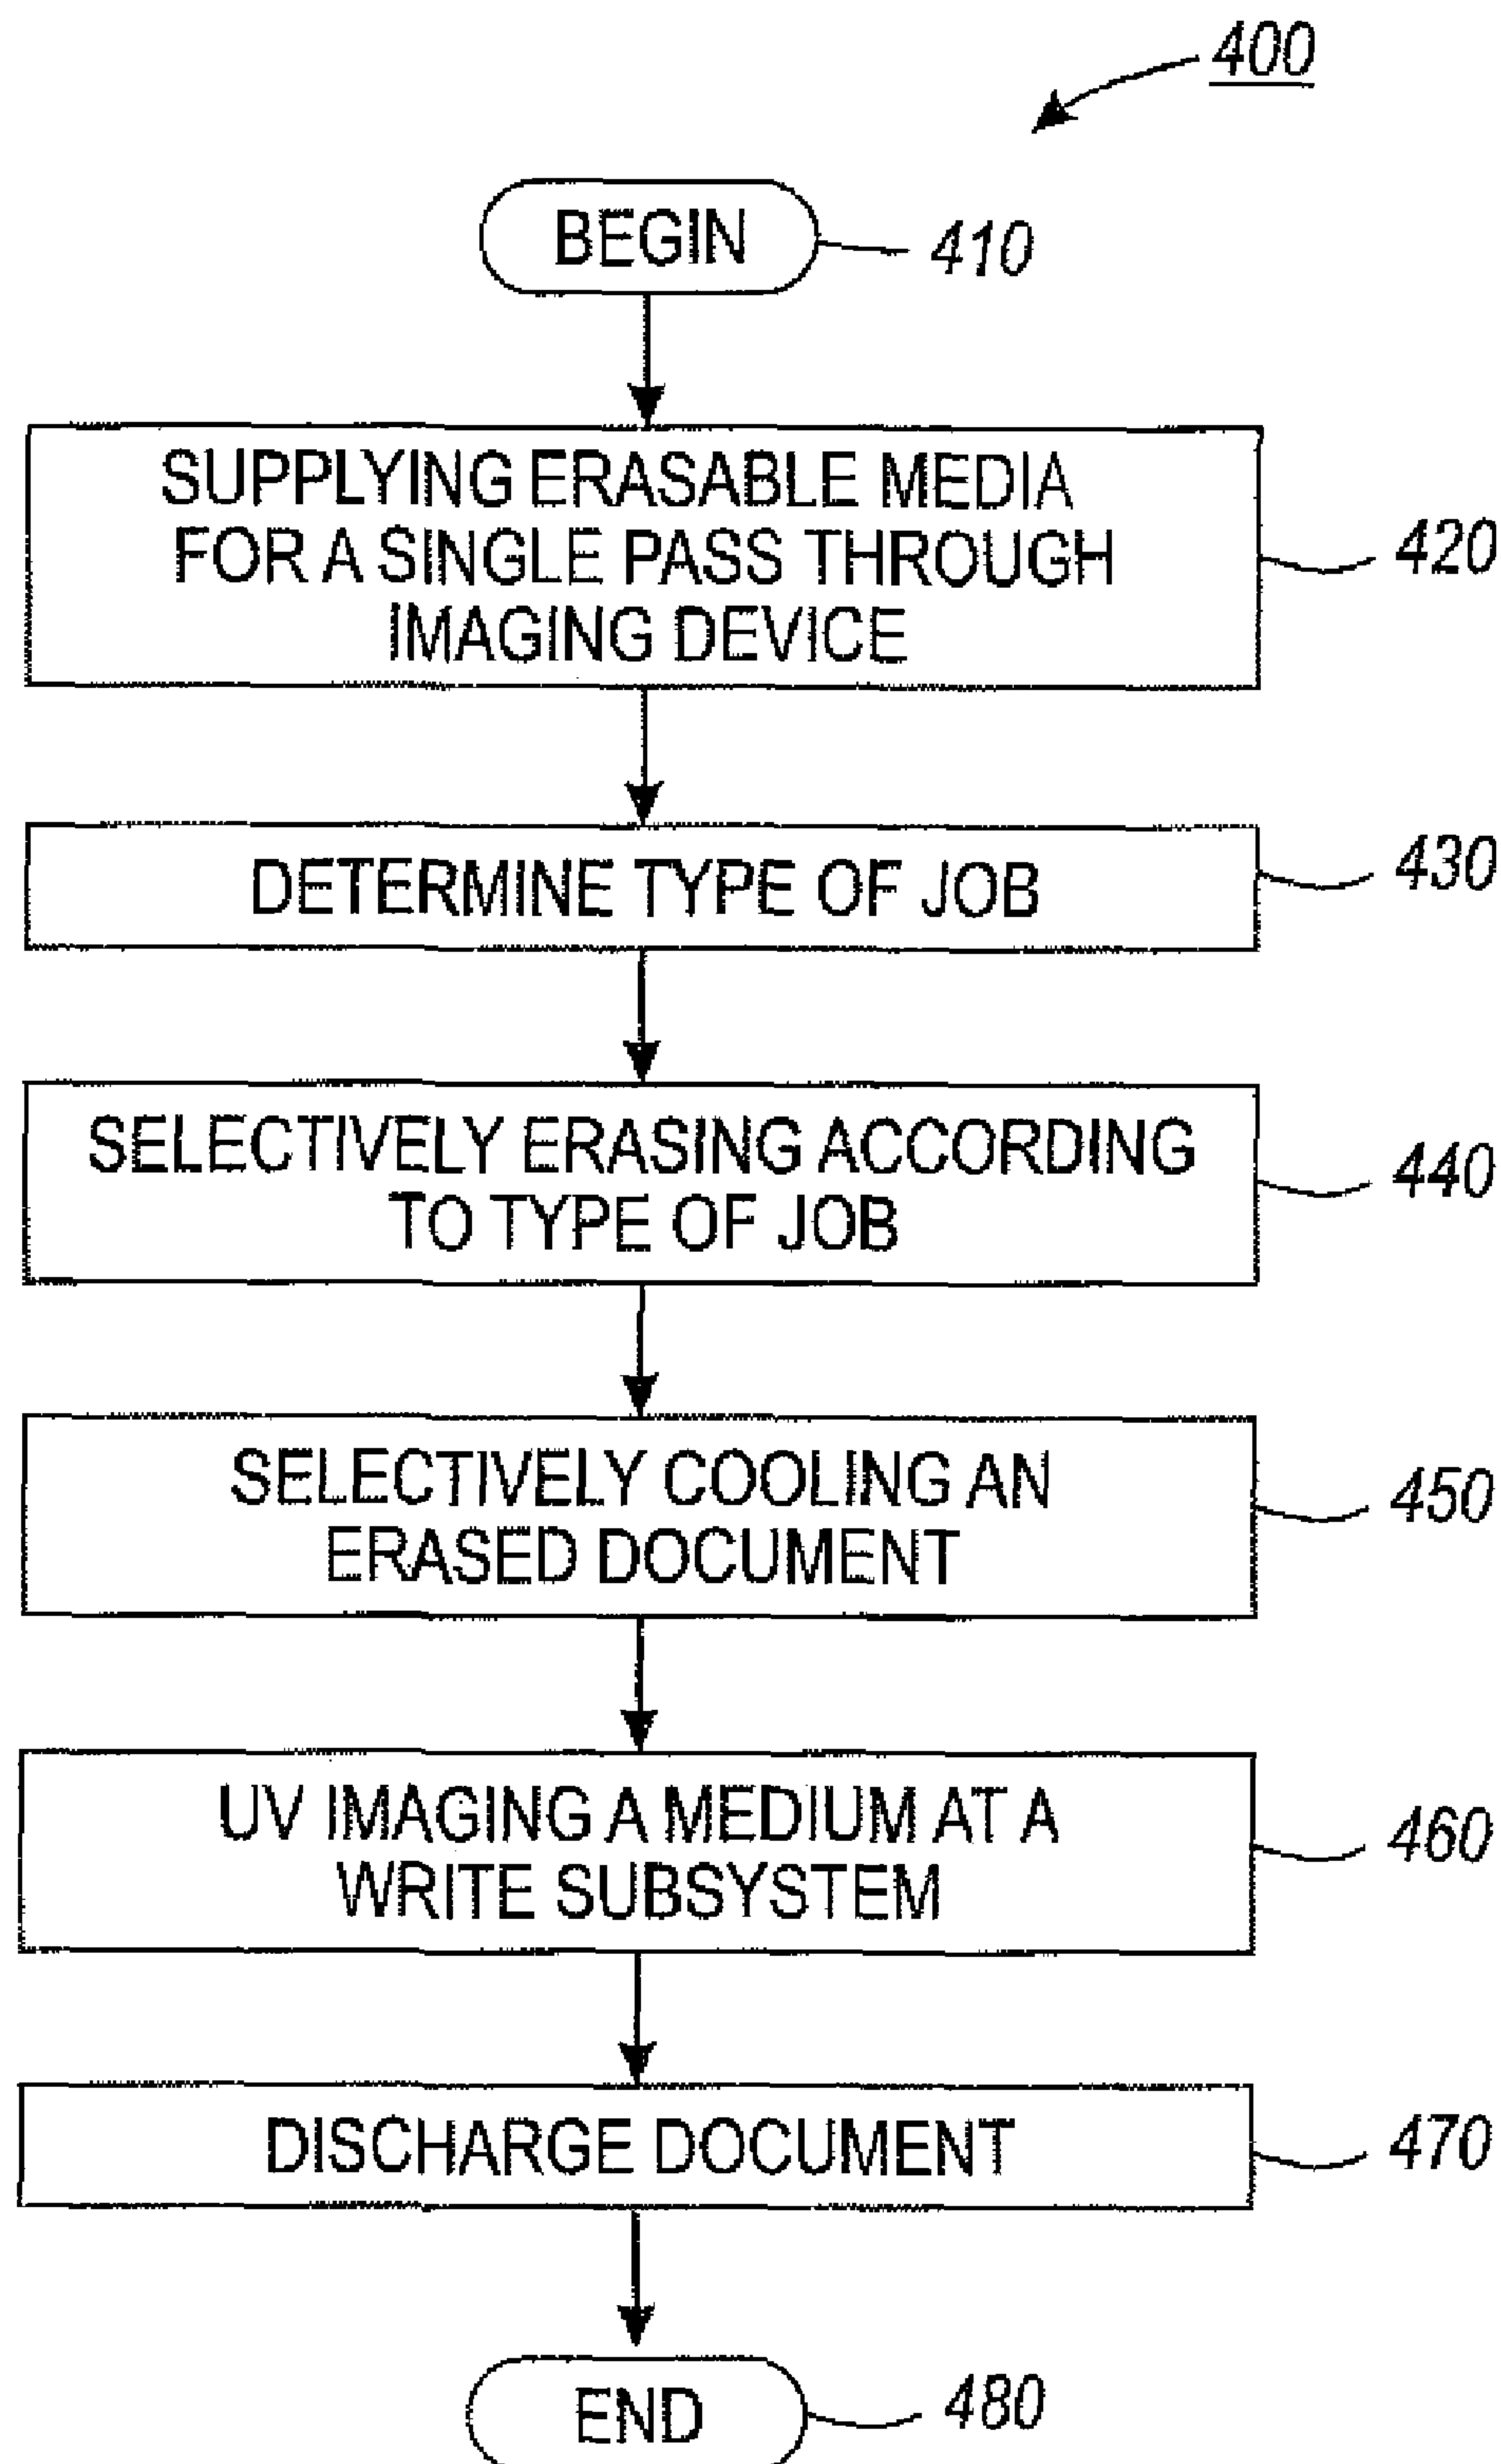 400
BEGIN
410
SUPPLYING ERASABLE MEDIA
FOR A SINGLE PASS THROUGH
IMAGING DEVICE
420
DETERMINE TYPE OF JOB
430
SELECTIVELY ERASING ACCORDING
TO TYPE OF JOB
440
SELECTIVELY COOLING AN
ERASED DOCUMENT
450
UV IMAGING A MEDIUM AT A
WRITE SUBSYSTEM
460
DISCHARGE DOCUMENT
470
END
480